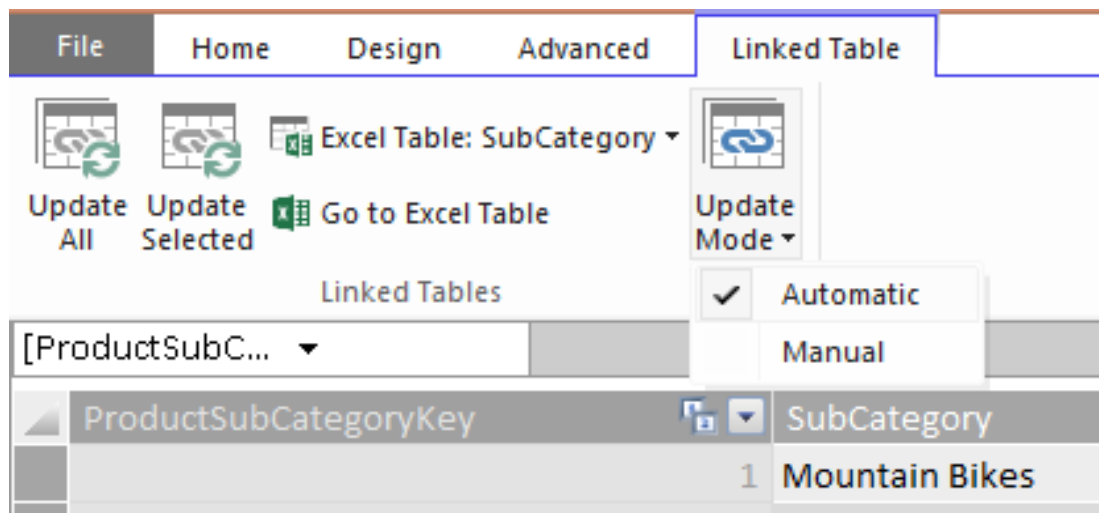 File Home Design Advanced Linked Table
Excel Table: SubCategory
Update All
Update Selected
Go to Excel Table
Update Mode
Linked Tables
Automatic
Manual
[ProductSubC...
ProductSubCategoryKey SubCategory
1 Mountain Bikes